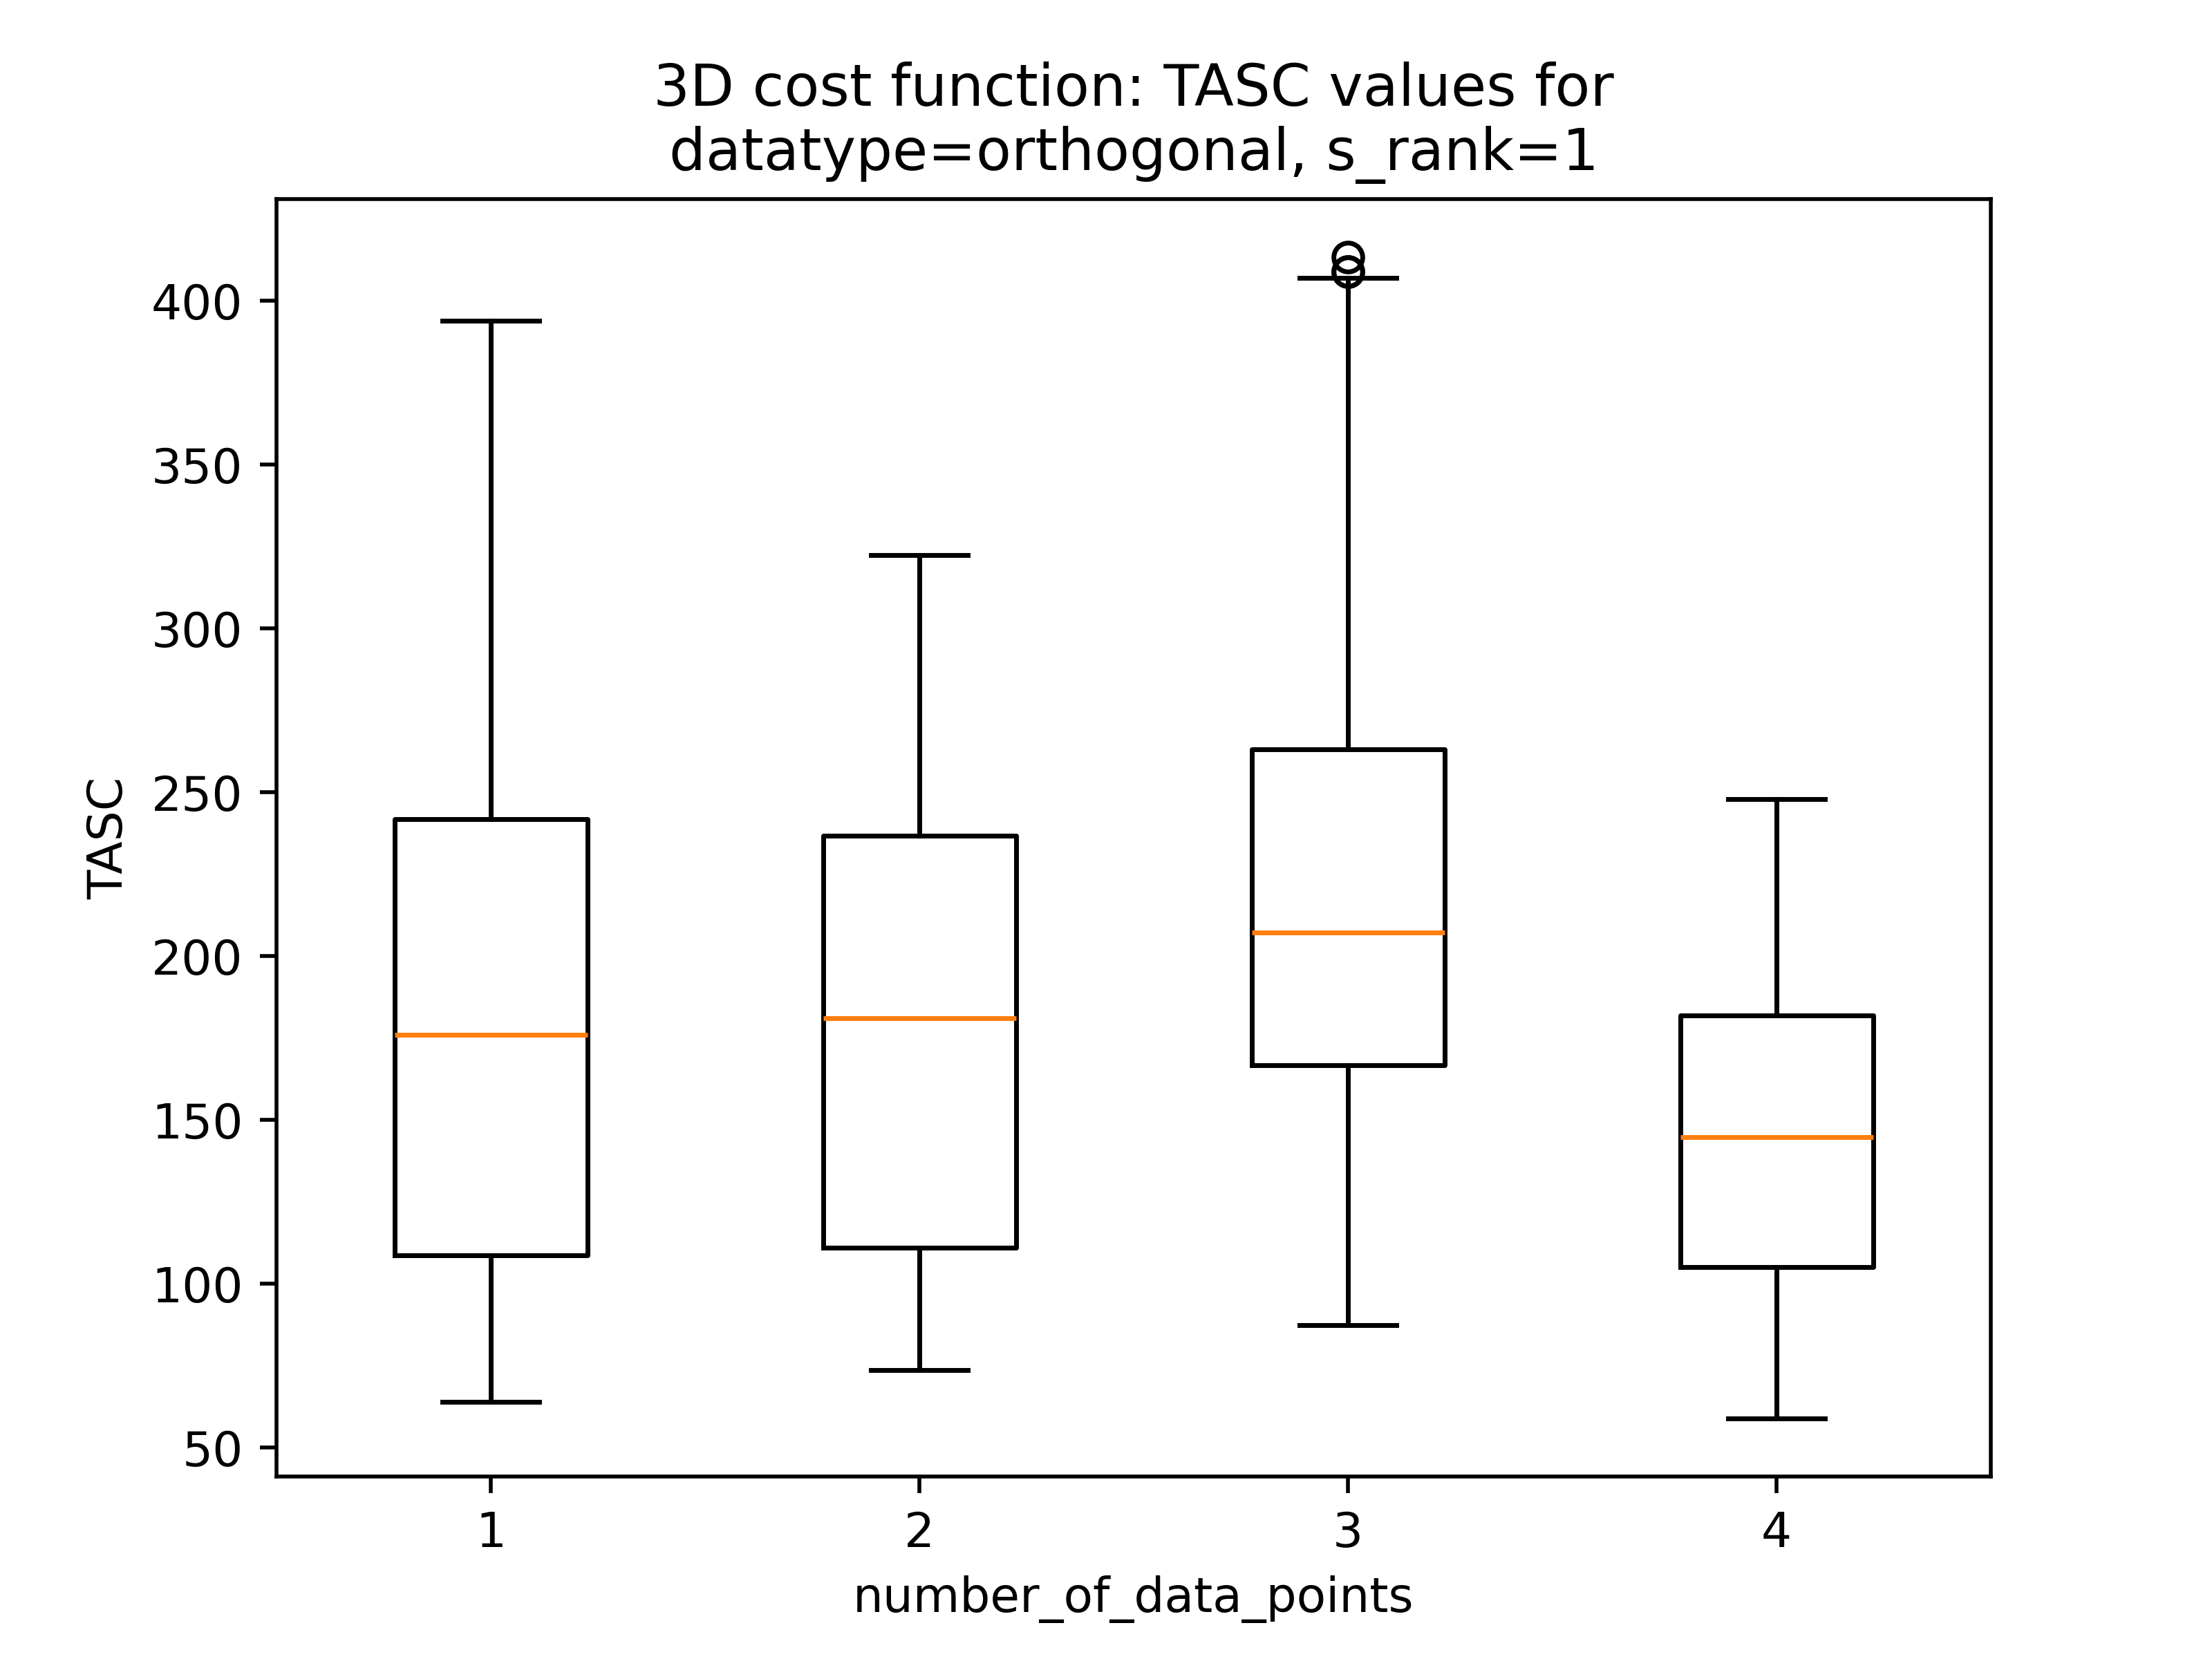 3D cost function: TASC values for
datatype=orthogonal, s_rank=1
TASC
400
350
300
250
200
150
100
50
1 2 3 4
number_of_data_points